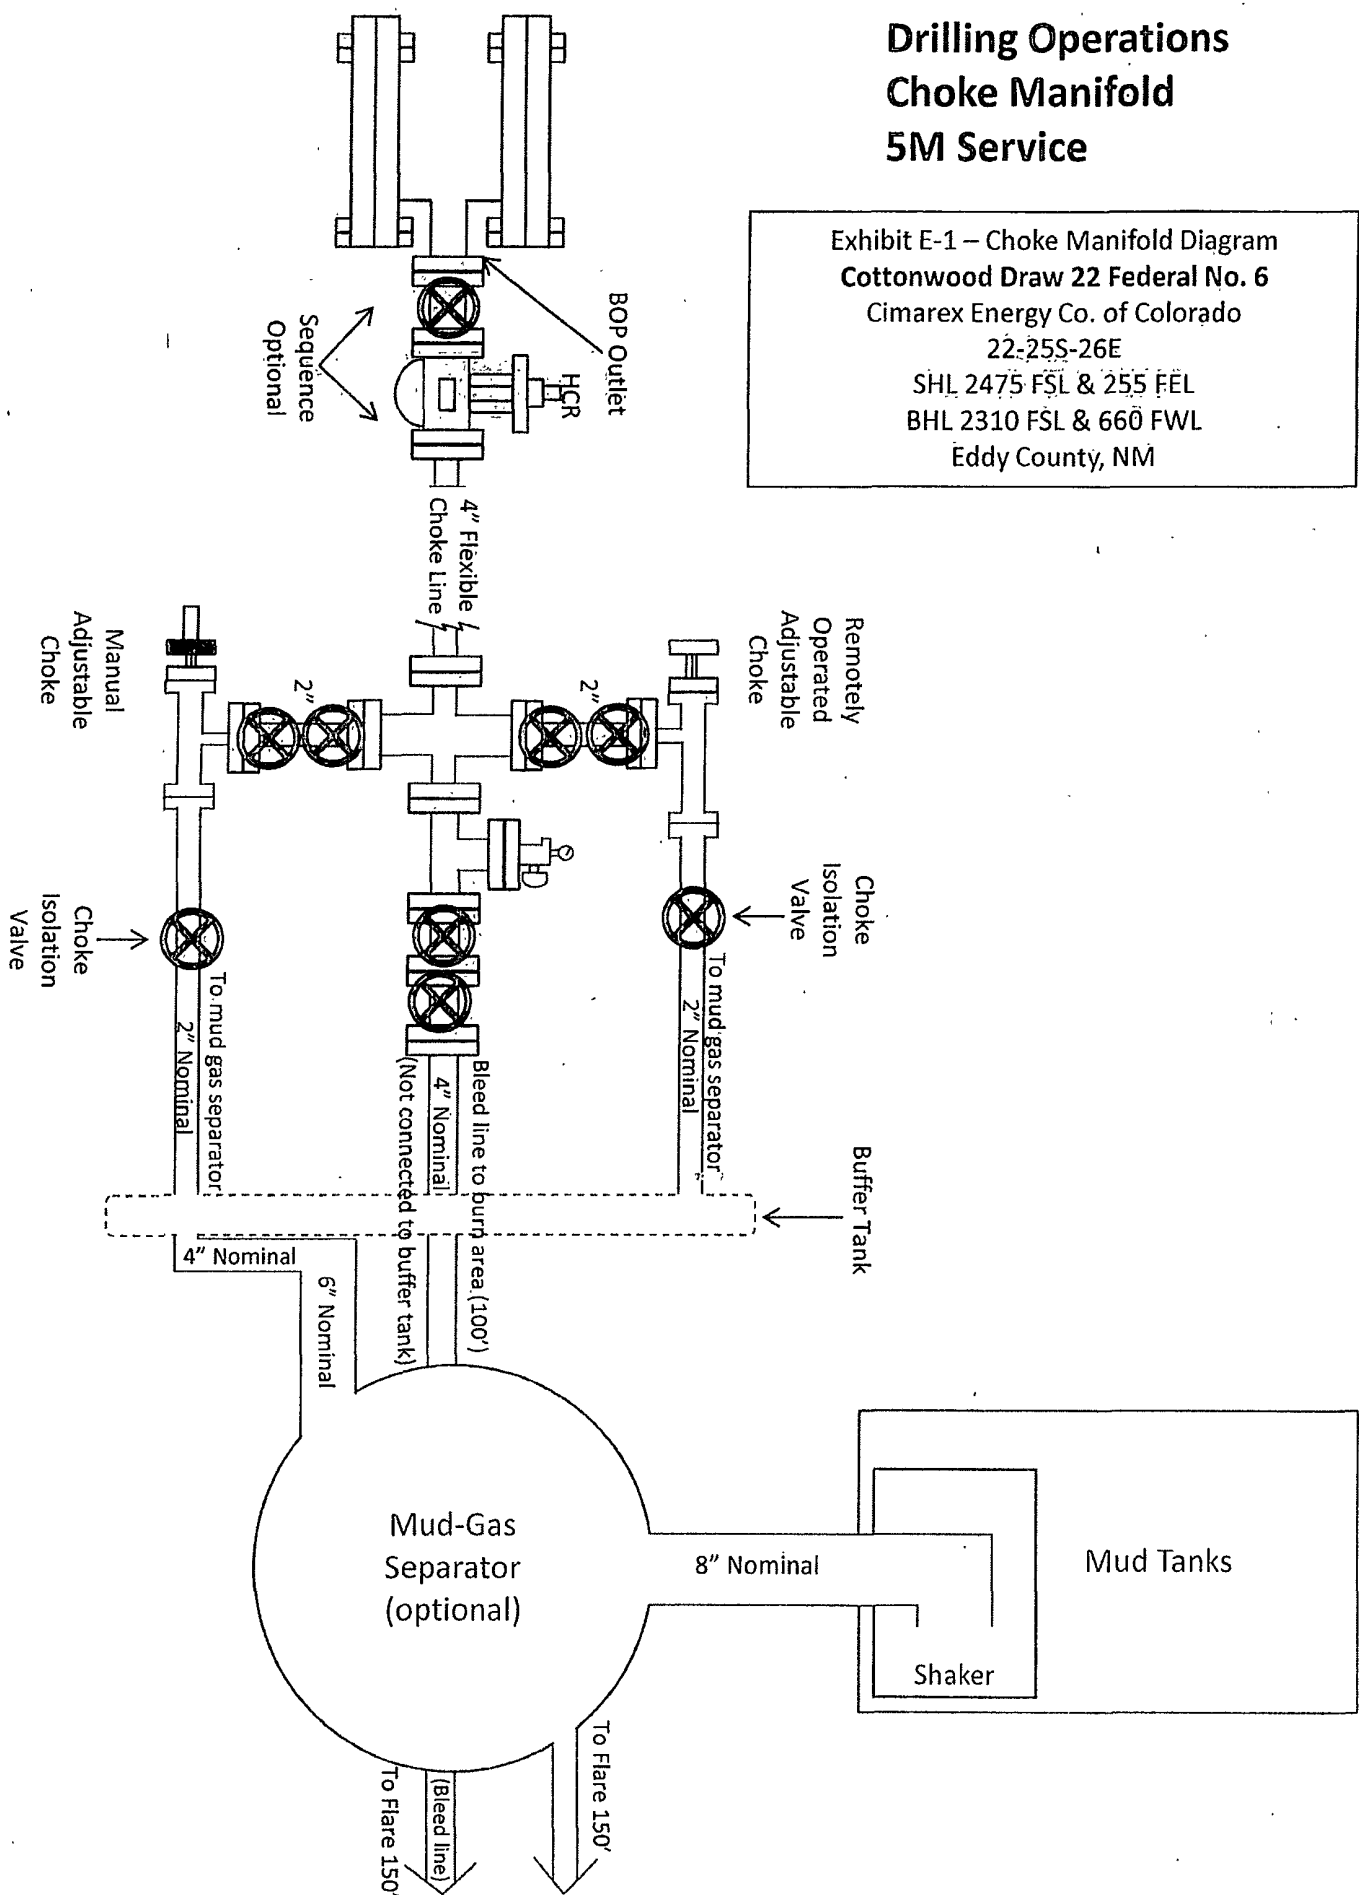 Drilling Operations
Choke Manifold
5M Service
Exhibit E-1 – Choke Manifold Diagram
Cottonwood Draw 22 Federal No. 6
Cimarex Energy Co. of Colorado
22-25S-26E
SHL 2475 FSL & 255 FEL
BHL 2310 FSL & 660 FWL
Eddy County, NM
BOP Outlet
HCR
Sequence
Optional
4” Flexible
Choke Line
Remotely
Operated
Adjustable
Choke
Manual
Adjustable
Choke
2”
2”
Choke
Isolation
Valve
Choke
Isolation
Valve
To mud gas separator
2” Nominal
To mud gas separator
2” Nominal
Bleed line to burn area (100’)
4” Nominal
(Not connected to buffer tank)
Buffer Tank
4” Nominal
6” Nominal
Mud-Gas
Separator
(optional)
8” Nominal
Mud Tanks
Shaker
To Flare 150’
(Bleed line)
To Flare 150’